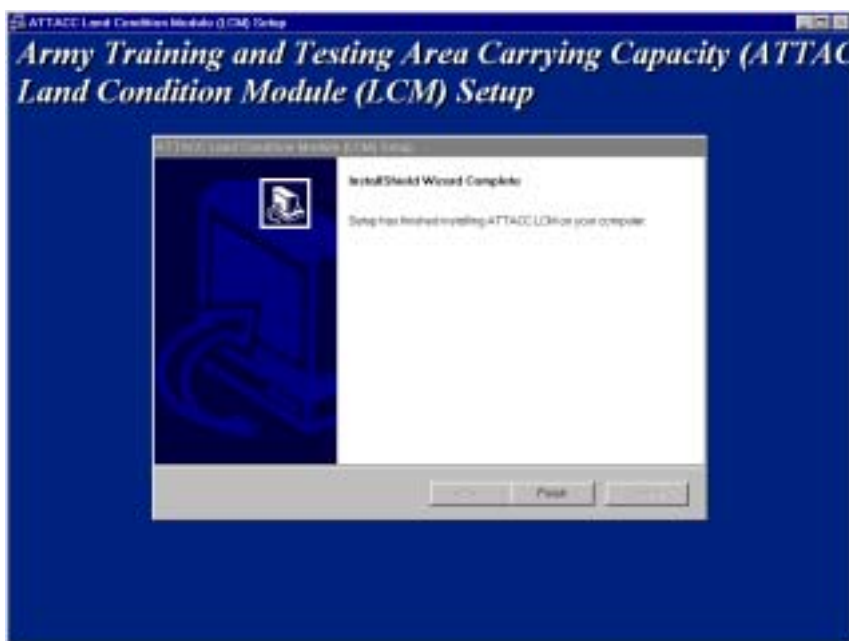 ATTACC Land Condition Module (LCM) Setup
Army Training and Testing Area Carrying Capacity (ATTAC
Land Condition Module (LCM) Setup
ATTACC Land Condition Module (LCM) Setup
InstallShield Wizard Complete
Setup has finished installing ATTACC LCM on your computer.
Finish